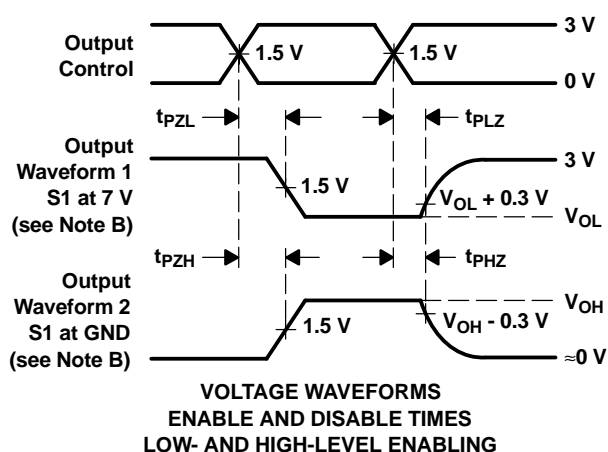 3 V
Output
Control
1.5 V
1.5 V
0 V
tPZL
tPLZ
Output
Waveform 1
S1 at 7 V
(see Note B)
3 V
1.5 V
VOL + 0.3 V
VOL
tPZH
tPHZ
Output
Waveform 2
S1 at GND
(see Note B)
VOH
VOH - 0.3 V
1.5 V
≈0 V
VOLTAGE WAVEFORMS
ENABLE AND DISABLE TIMES
LOW- AND HIGH-LEVEL ENABLING